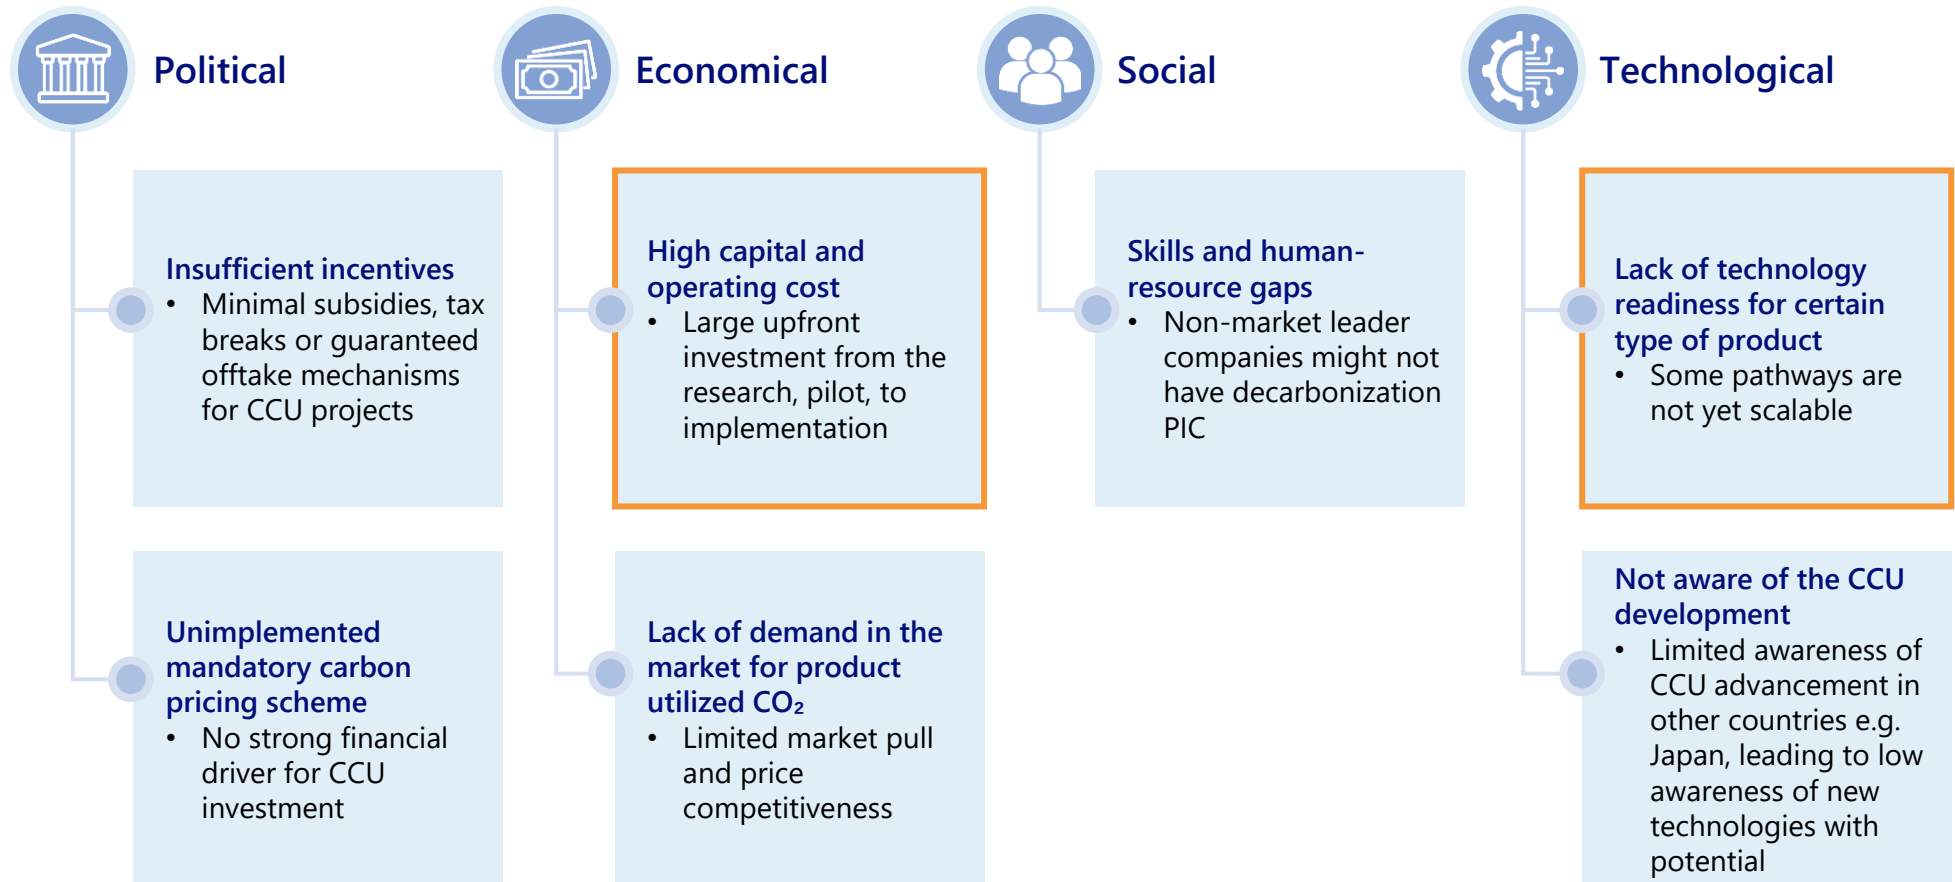 Political
Insufficient incentives
• Minimal subsidies, tax
breaks or guaranteed
offtake mechanisms
for CCU projects
Unimplemented
mandatory carbon
pricing scheme
• No strong financial
driver for CCU
investment
Economical
High capital and
operating cost
• Large upfront
investment from the
research, pilot, to
implementation
Lack of demand in the
market for product
utilized CO₂
• Limited market pull
and price
competitiveness
Social
Skills and human-
resource gaps
• Non-market leader
companies might not
have decarbonization
PIC
Technological
Lack of technology
readiness for certain
type of product
• Some pathways are
not yet scalable
Not aware of the CCU
development
• Limited awareness of
CCU advancement in
other countries e.g.
Japan, leading to low
awareness of new
technologies with
potential